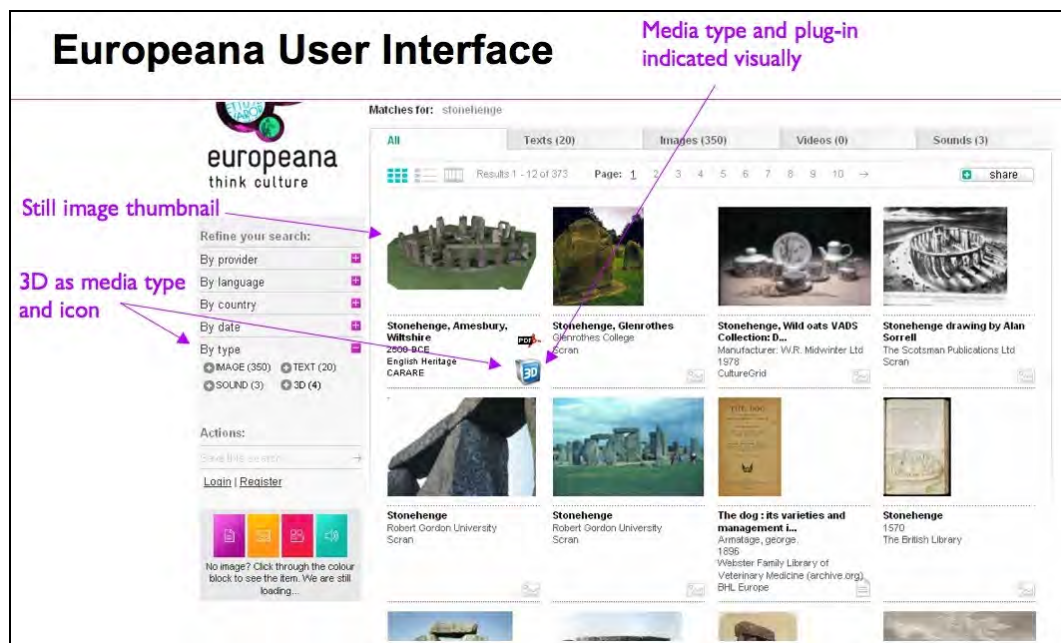 Europeana User Interface
Media type and plug-in
indicated visually
Matches for: stonehenge
europeana
think culture
All
Texts (20)
Images (350)
Videos (0)
Sounds (3)
Results 1 - 12 of 373
Page: 1 2 3 4 5 6 7 8 9 10 →
share
Still image thumbnail
3D as media type
and icon
Refine your search:
By provider
By language
By country
By date
By type
IMAGE (350) TEXT (20)
SOUND (3) 3D (4)
Actions:
Save this search
Login | Register
No image? Click through the colour
block to see the item. We are still
loading...
Stonehenge, Amesbury,
Wiltshire
2500 BCE
English Heritage
CARARE
PDF
3D
Stonehenge, Glenrothes
Glenrothes College
Scran
Stonehenge, Wild oats VADS
Collection: D...
Manufacturer: W.R. Midwinter Ltd
1978
CultureGrid
Stonehenge drawing by Alan
Sorrell
The Scotsman Publications Ltd
Scran
Stonehenge
Robert Gordon University
Scran
Stonehenge
Robert Gordon University
Scran
THE DOG
The dog : its varieties and
management i...
Armatage, george.
1896
Webster Family Library of
Veterinary Medicine (archive.org)
BHL Europe
Stonehenge
1570
The British Library